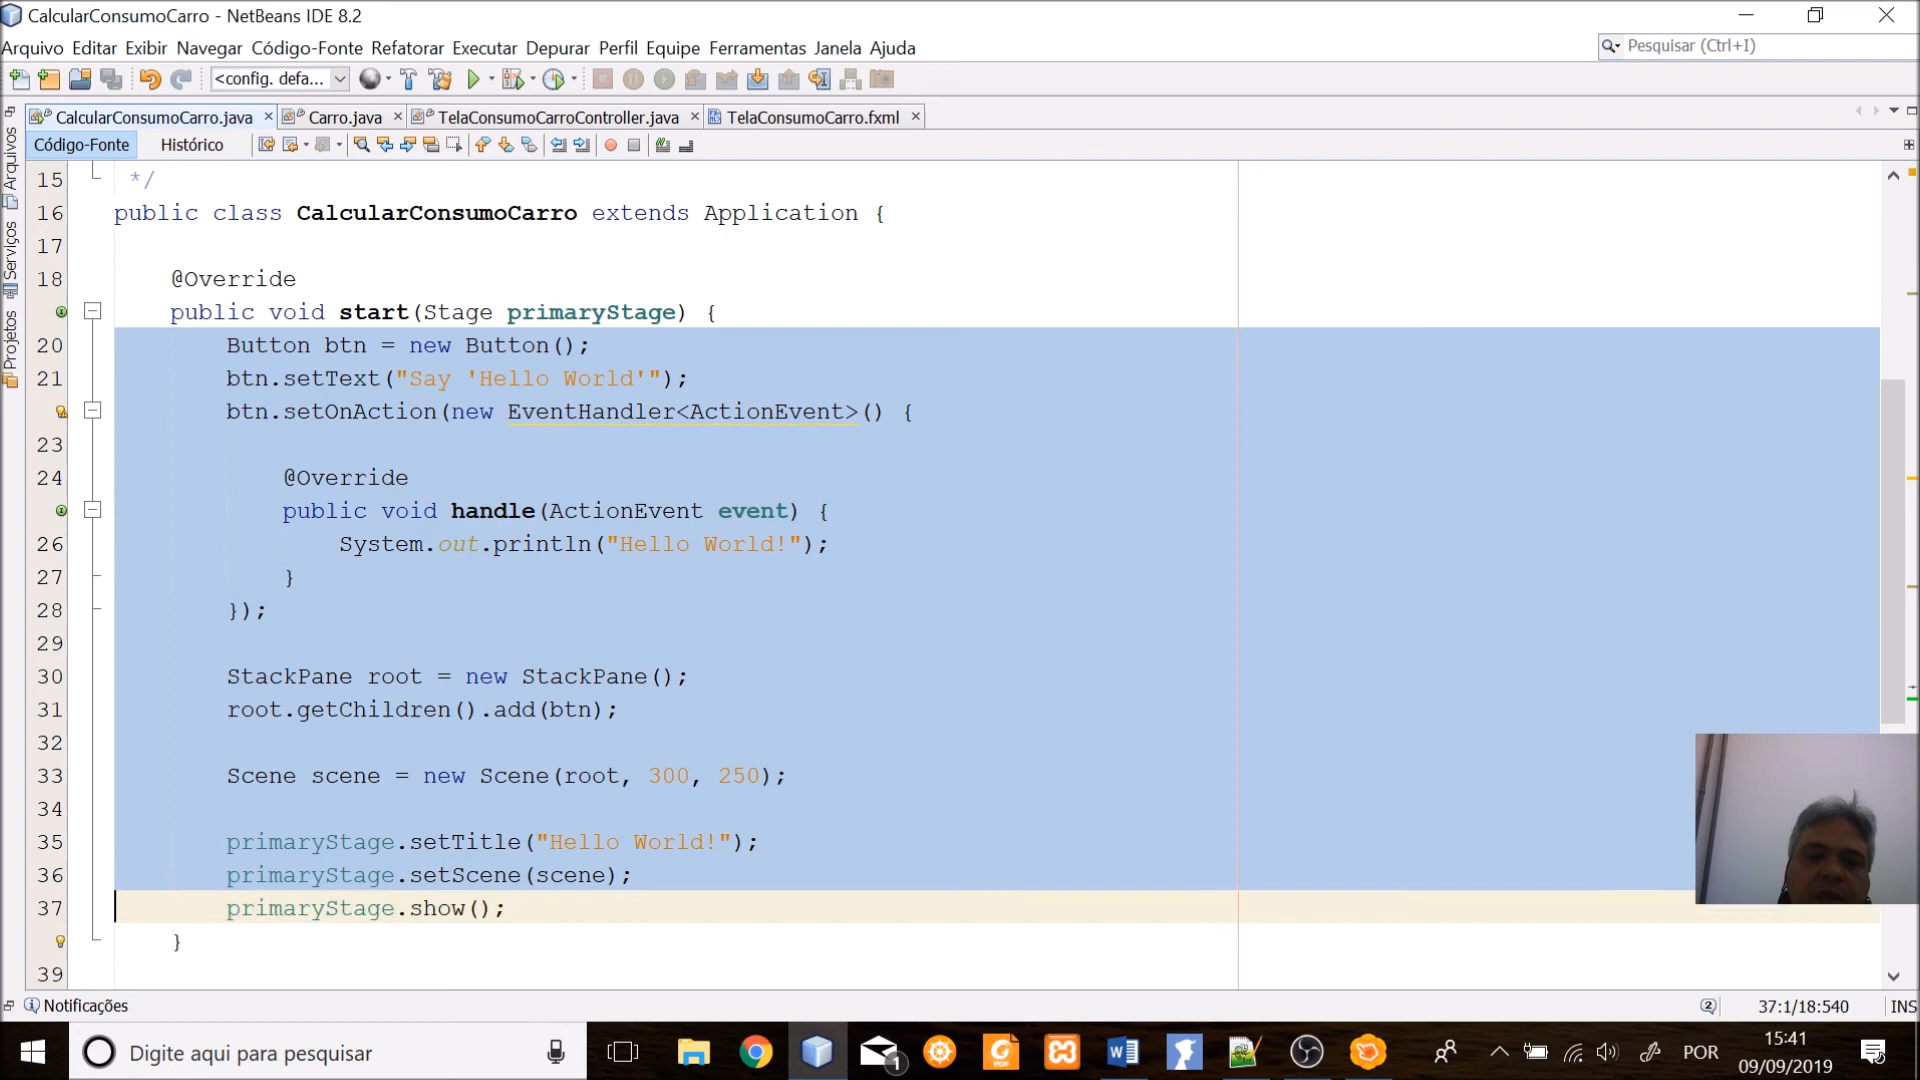 CalcularConsumoCarro - NetBeans IDE 8.2
Arquivo Editar Exibir Navegar Código-Fonte Refatorar Executar Depurar Perfil Equipe Ferramentas Janela Ajuda
Pesquisar (Ctrl+I)
<config. defa...
CalcularConsumoCarro.java
Carro.java
TelaConsumoCarroController.java
TelaConsumoCarro.fxml
Código-Fonte
Histórico
Arquivos
Serviços
Projetos
15 */
16 public class CalcularConsumoCarro extends Application {
17
18 @Override
public void start(Stage primaryStage) {
20 Button btn = new Button();
21 btn.setText("Say 'Hello World'");
btn.setOnAction(new EventHandler<ActionEvent>() {
23
24 @Override
public void handle(ActionEvent event) {
26 System.out.println("Hello World!");
27 }
28 });
29
30 StackPane root = new StackPane();
31 root.getChildren().add(btn);
32
33 Scene scene = new Scene(root, 300, 250);
34
35 primaryStage.setTitle("Hello World!");
36 primaryStage.setScene(scene);
37 primaryStage.show();
}
39
Notificações
2
37:1/18:540
INS
Digite aqui para pesquisar
1
POR
15:41
09/09/2019